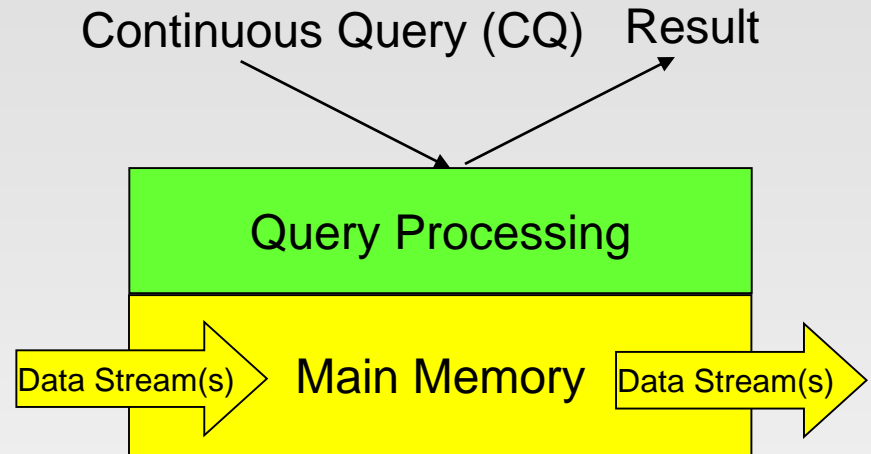 Continuous Query (CQ) Result
Query Processing
Data Stream(s) Main Memory Data Stream(s)